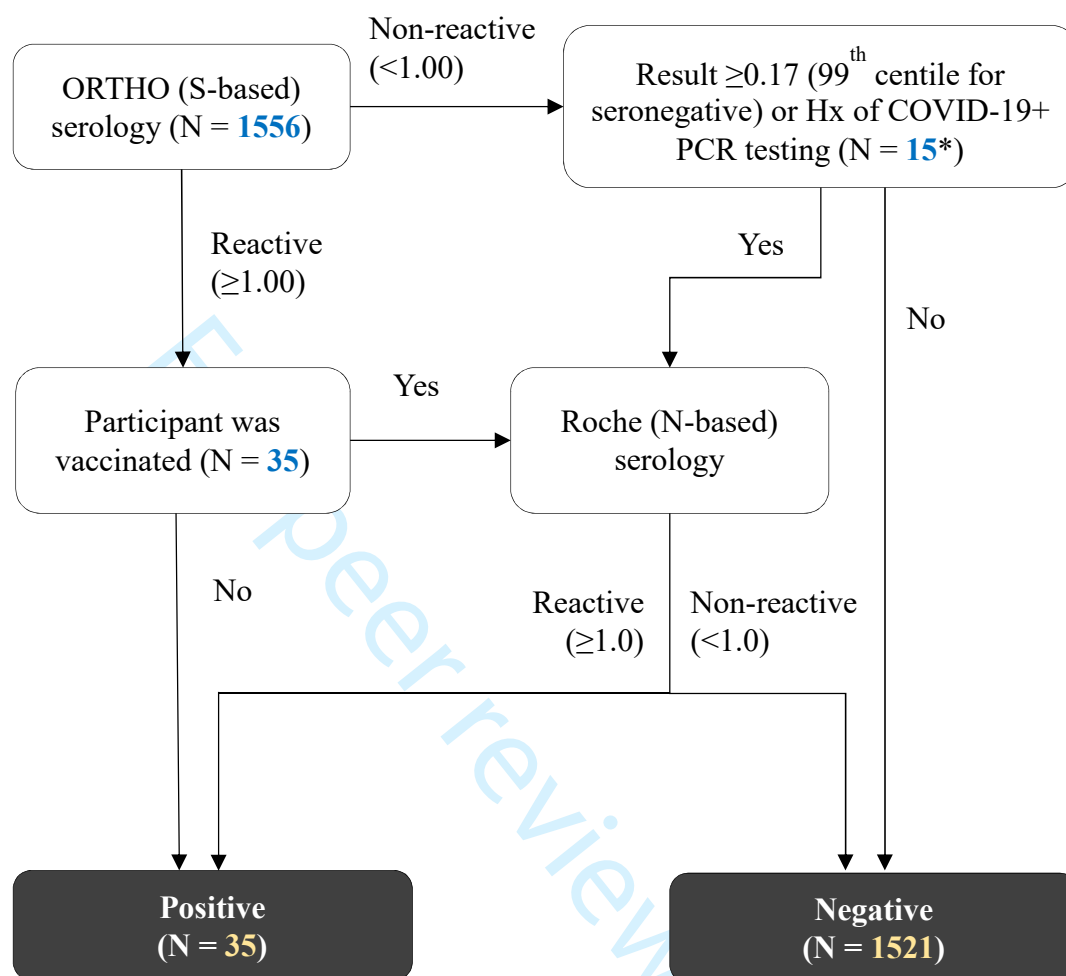 Non-reactive
(<1.00)
ORTHO (S-based)
serology (N = 1556)
Result ≥0.17 (99th centile for
seronegative) or Hx of COVID-19+
PCR testing (N = 15*)
Reactive
(≥1.00)
Yes
No
Participant was
vaccinated (N = 35)
Yes
Roche (N-based)
serology
No
Reactive
(≥1.0)
Non-reactive
(<1.0)
Positive
(N = 35)
Negative
(N = 1521)
peer review